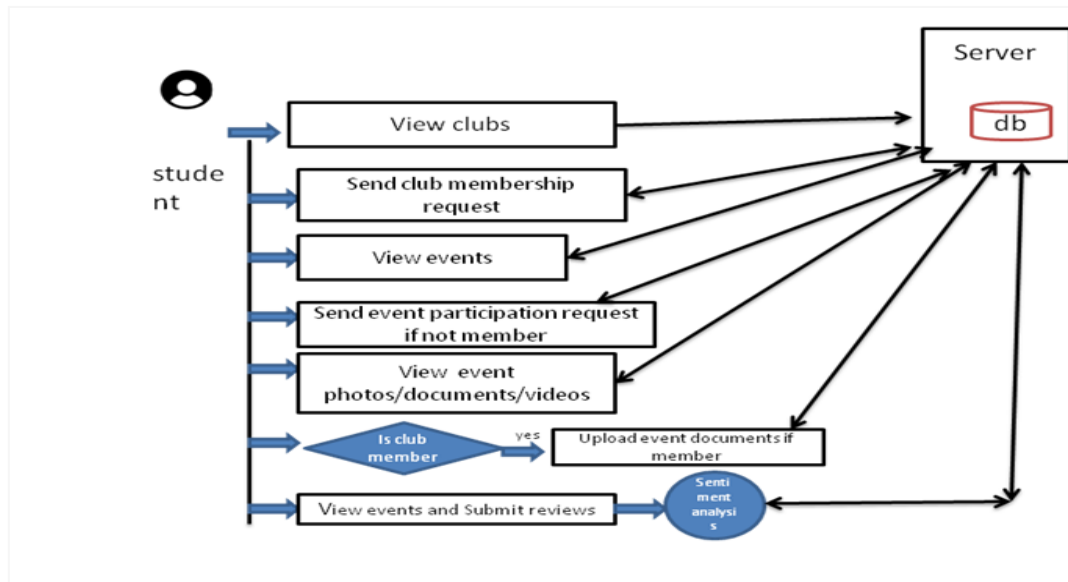 Server
db
View clubs
stude
nt
Send club membership
request
View events
Send event participation request
if not member
View event
photos/documents/videos
Is club
member
yes
Upload event documents if
member
View events and Submit reviews
Senti
ment
analysi
s